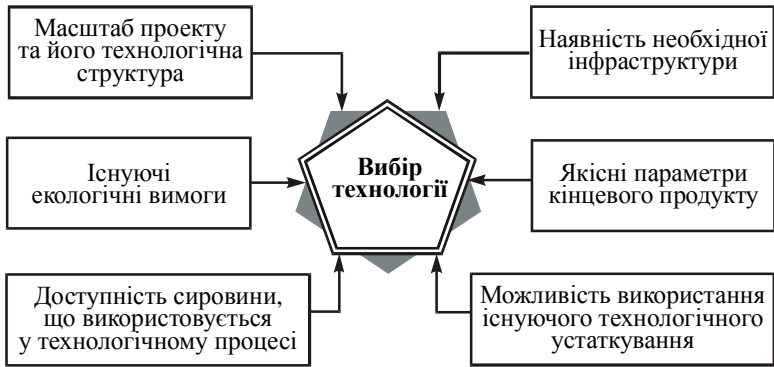 Масштаб проекту
та його технологічна
структура
Наявність необхідної
інфраструктури
Існуючі
екологічні вимоги
Вибір
технології
Якісні параметри
кінцевого продукту
Доступність сировини,
що використовується
у технологічному процесі
Можливість використання
існуючого технологічного
устаткування